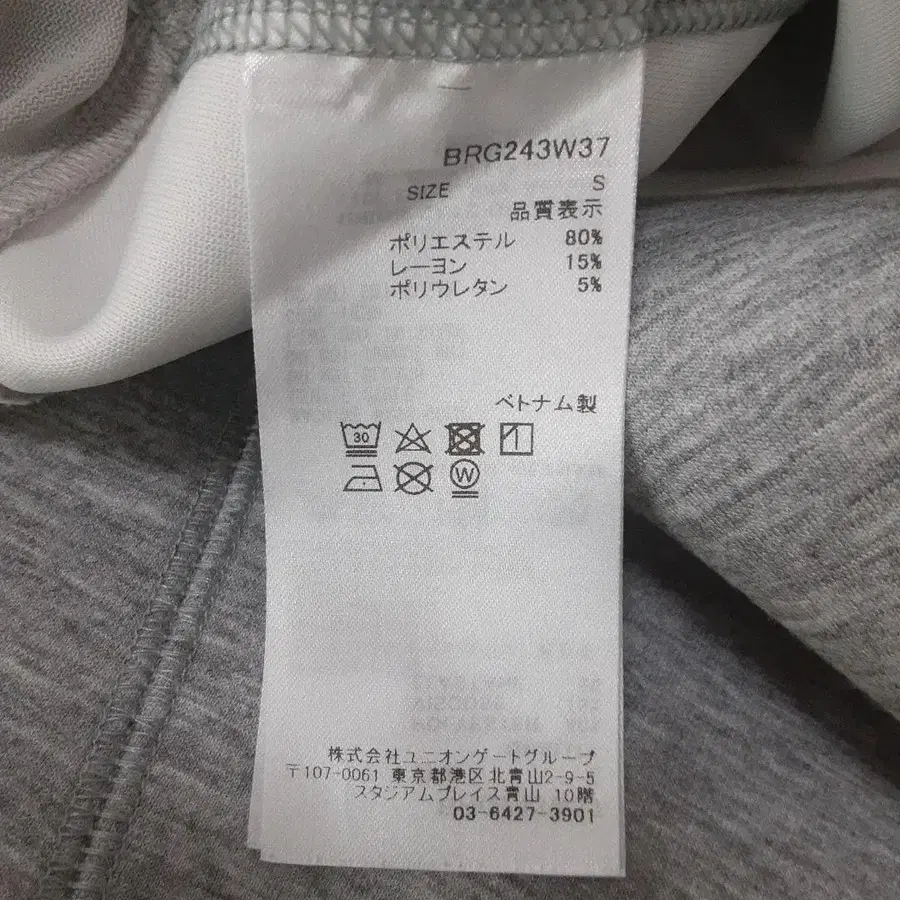 BRG243W37
SIZE S
品質表示
ポリエステル 80%
レーヨン 15%
ポリウレタン 5%
ベトナム製
30
W
株式会社ユニオンゲートグループ
〒107-0061 東京都港区北青山2-9-5
スタジアムプレイス青山 10階
03-6427-3901